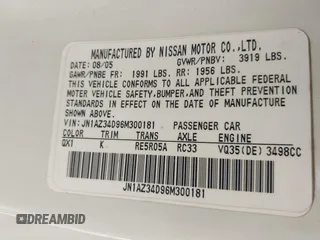 MANUFACTURED BY NISSAN MOTOR CO.,LTD.
DATE: 08/05 GVWR/PNBV: 3919 LBS.
GAWR/PNBE FR: 1991 LBS. RR: 1956 LBS.
THIS VEHICLE CONFORMS TO ALL APPLICABLE FEDERAL
MOTOR VEHICLE SAFETY,BUMPER,AND THEFT PREVENTION
STANDARDS IN EFFECT ON THE DATE OF MANUFACTURE
SHOWN ABOVE.
VIN: JN1AZ34D96M300181 PASSENGER CAR
COLOR TRIM TRANS AXLE ENGINE
QX1 K RE5R05A RC33 VQ35(DE) 3498CC
JN1AZ34D96M300181
DREAMBID